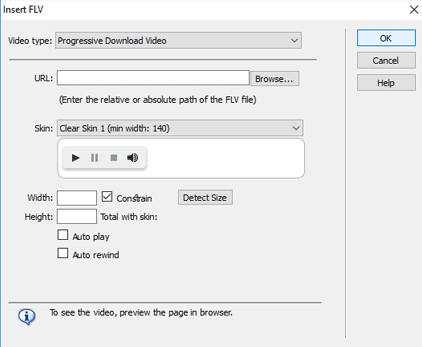 Insert FLV
Video type: Progressive Download Video
OK
Cancel
Help
URL: Browse...
(Enter the relative or absolute path of the FLV file)
Skin: Clear Skin 1 (min width: 140)
Width: Constrain Detect Size
Height: Total with skin:
Auto play
Auto rewind
To see the video, preview the page in browser.